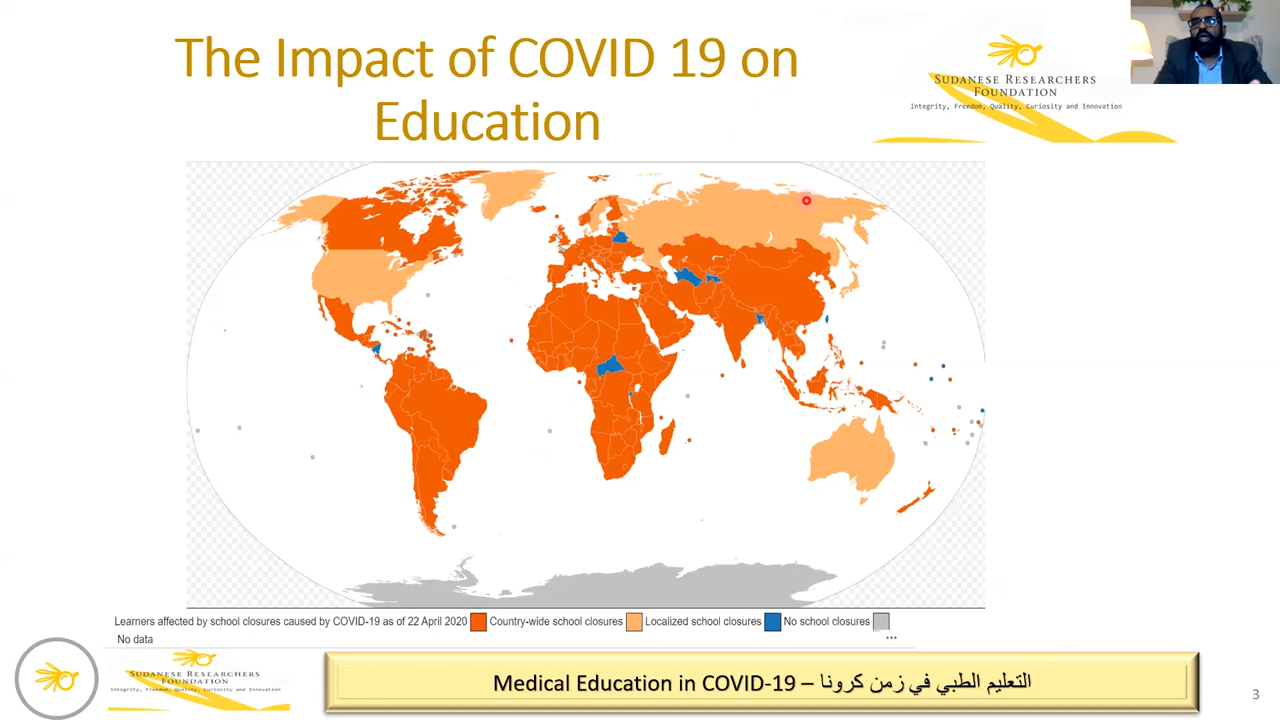 The Impact of COVID 19 on
Education
SUDANESE RESEARCHERS
FOUNDATION
Integrity, Freedom, Quality, Curiosity and Innovation
Learners affected by school closures caused by COVID-19 as of 22 April 2020 Country-wide school closures Localized school closures No school closures
No data
SUDANESE RESEARCHERS
FOUNDATION
Integrity, Freedom, Quality, Curiosity and Innovation
Medical Education in COVID-19 – التعليم الطبي في زمن كرونا
3